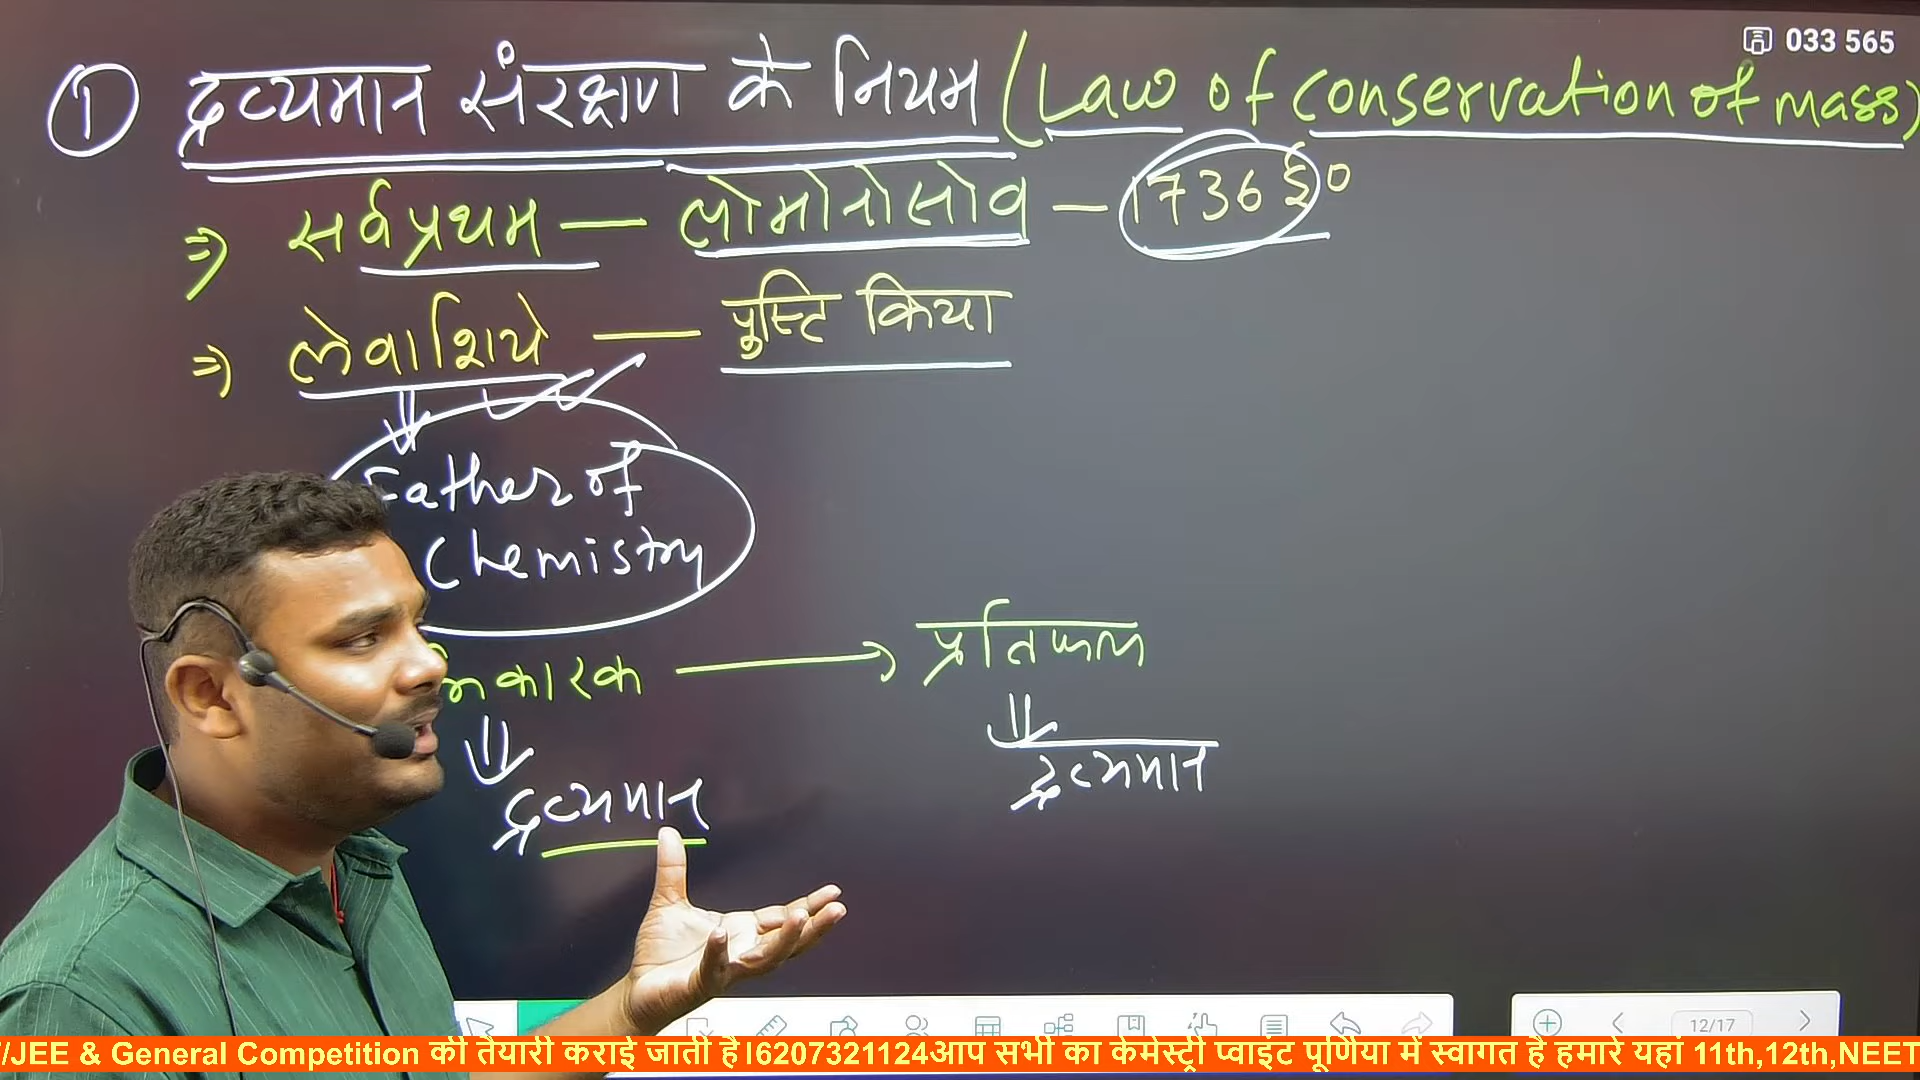 033 565
① द्रव्यमान संरक्षण के नियम (Law of conservation of mass)
⇒ सर्वप्रथम — लोमोनोसोव — 1736 ई०
⇒ लेवाशिये — पुस्टि किया
Father of
Chemistry
कारक → प्रतिफल
द्रव्यमान द्रव्यमान
12/17
/JEE & General Competition की तैयारी कराई जाती है।6207321124आप सभी का केमेस्ट्री प्वाइंट पूर्णिया में स्वागत है हमारे यहां 11th,12th,NEET